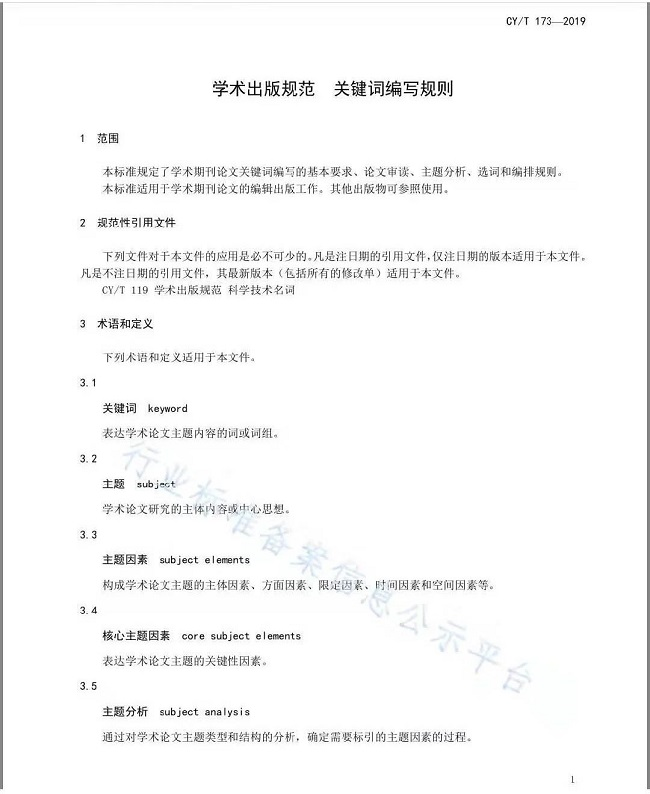 CY/T 173—2019
学术出版规范 关键词编写规则
1 范围
本标准规定了学术期刊论文关键词编写的基本要求、论文审读、主题分析、选词和编排规则。
本标准适用于学术期刊论文的编辑出版工作。其他出版物可参照使用。
2 规范性引用文件
下列文件对于本文件的应用是必不可少的。凡是注日期的引用文件,仅注日期的版本适用于本文件。
凡是不注日期的引用文件，其最新版本（包括所有的修改单）适用于本文件。
CY/T 119 学术出版规范 科学技术名词
3 术语和定义
下列术语和定义适用于本文件。
3.1
关键词 keyword
表达学术论文主题内容的词或词组。
3.2
主题 subject
学术论文研究的主体内容或中心思想。
3.3
主题因素 subject elements
构成学术论文主题的主体因素、方面因素、限定因素、时间因素和空间因素等。
3.4
核心主题因素 core subject elements
表达学术论文主题的关键性因素。
3.5
主题分析 subject analysis
通过对学术论文主题类型和结构的分析，确定需要标引的主题因素的过程。
行业标准备案信息公示平台
1